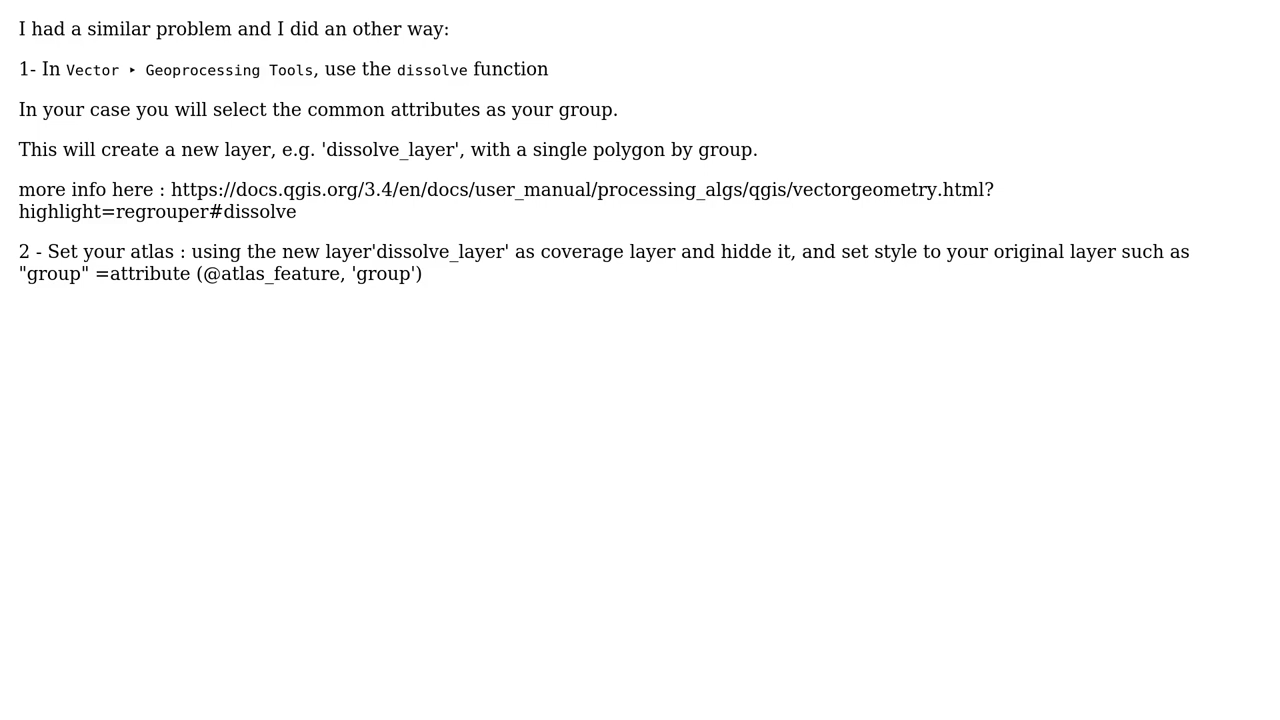 I had a similar problem and I did an other way:
1- In Vector ‣ Geoprocessing Tools, use the dissolve function
In your case you will select the common attributes as your group.
This will create a new layer, e.g. 'dissolve_layer', with a single polygon by group.
more info here : https://docs.qgis.org/3.4/en/docs/user_manual/processing_algs/qgis/vectorgeometry.html?
highlight=regrouper#dissolve
2 - Set your atlas : using the new layer'dissolve_layer' as coverage layer and hidde it, and set style to your original layer such as
"group" =attribute (@atlas_feature, 'group')